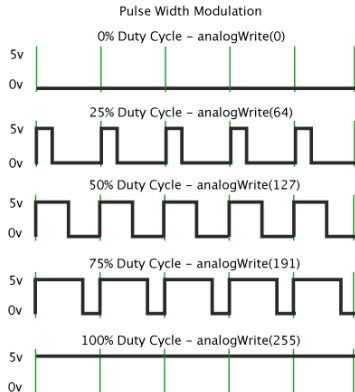 Pulse Width Modulation
0% Duty Cycle – analogWrite(0)
5v
0v
25% Duty Cycle – analogWrite(64)
5v
0v
50% Duty Cycle – analogWrite(127)
5v
0v
75% Duty Cycle – analogWrite(191)
5v
0v
100% Duty Cycle – analogWrite(255)
5v
0v